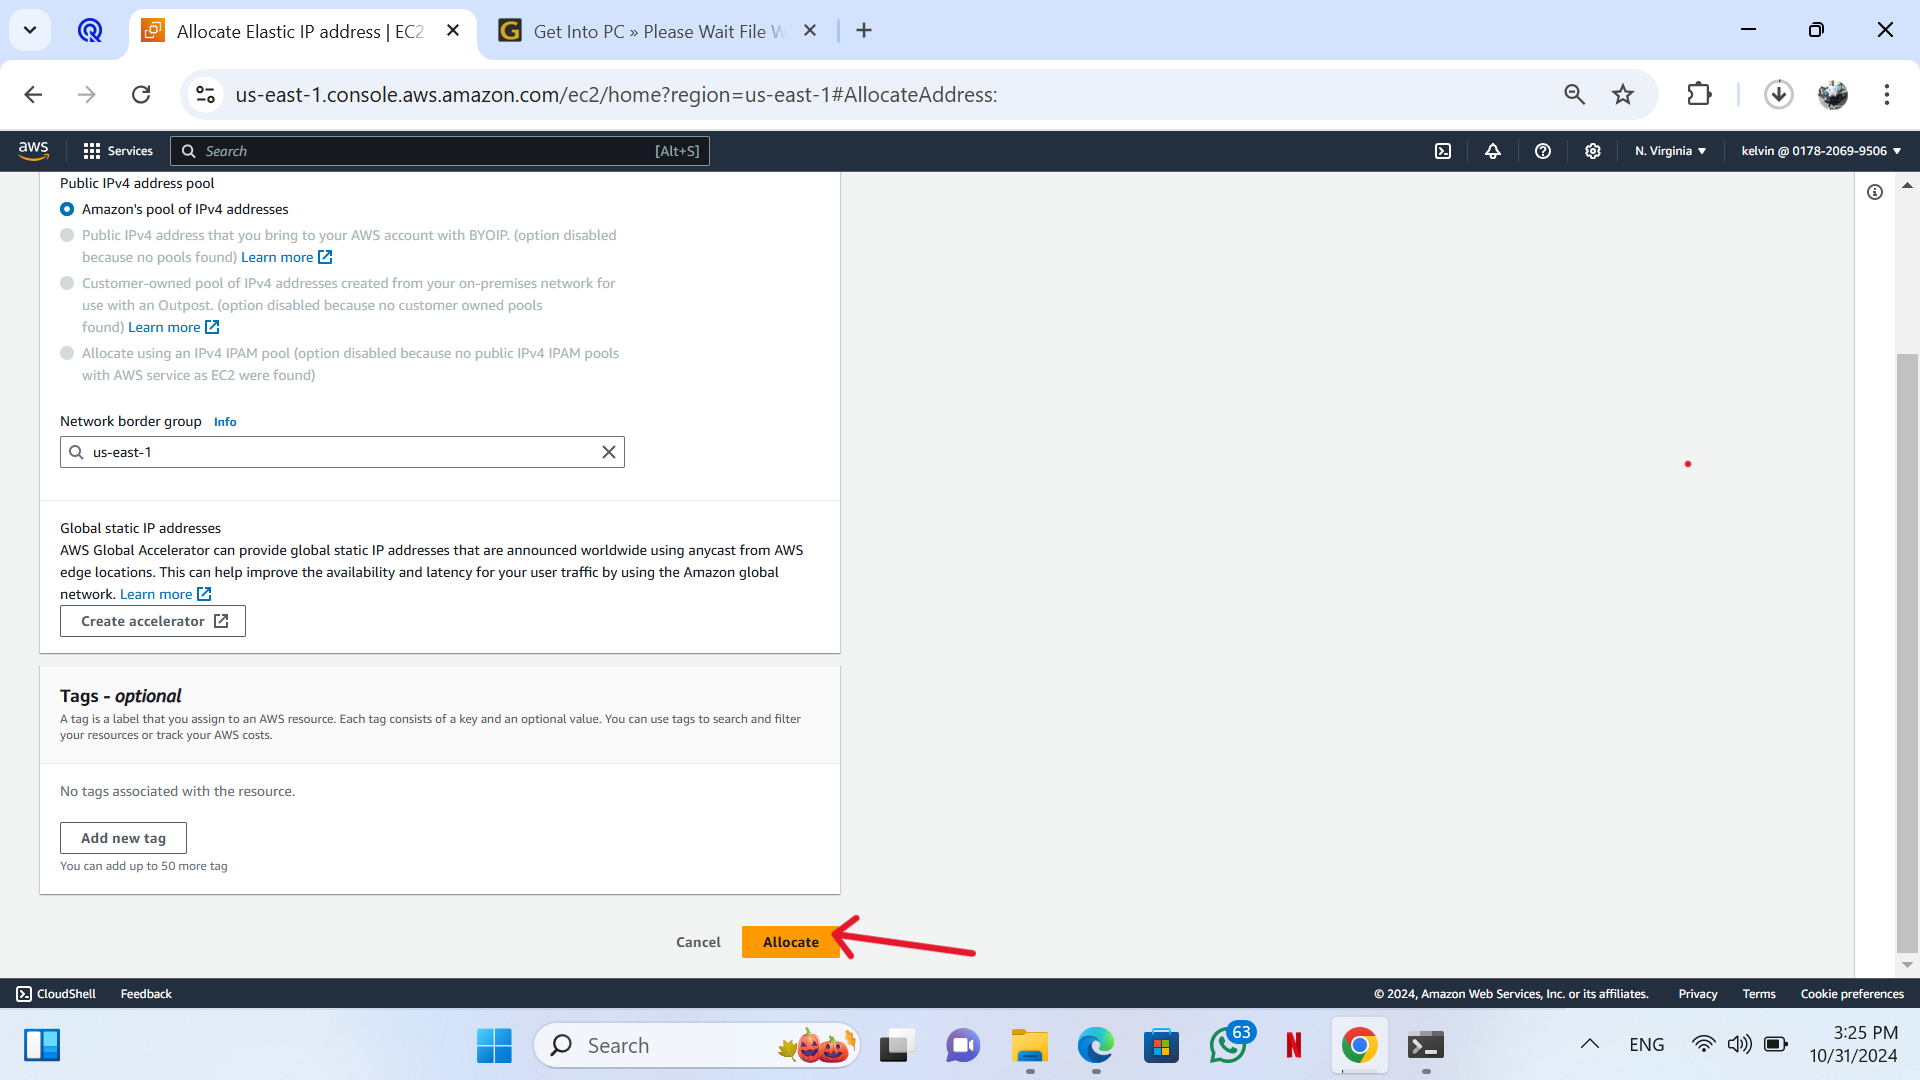 Allocate Elastic IP address | EC2
Get Into PC » Please Wait File W
us-east-1.console.aws.amazon.com/ec2/home?region=us-east-1#AllocateAddress:
aws
Services
Search
[Alt+S]
N. Virginia
kelvin @ 0178-2069-9506
Public IPv4 address pool
Amazon's pool of IPv4 addresses
Public IPv4 address that you bring to your AWS account with BYOIP. (option disabled
because no pools found) Learn more
Customer-owned pool of IPv4 addresses created from your on-premises network for
use with an Outpost. (option disabled because no customer owned pools
found) Learn more
Allocate using an IPv4 IPAM pool (option disabled because no public IPv4 IPAM pools
with AWS service as EC2 were found)
Network border group Info
us-east-1
Global static IP addresses
AWS Global Accelerator can provide global static IP addresses that are announced worldwide using anycast from AWS
edge locations. This can help improve the availability and latency for your user traffic by using the Amazon global
network. Learn more
Create accelerator
Tags - optional
A tag is a label that you assign to an AWS resource. Each tag consists of a key and an optional value. You can use tags to search and filter
your resources or track your AWS costs.
No tags associated with the resource.
Add new tag
You can add up to 50 more tag
Cancel
Allocate
CloudShell
Feedback
© 2024, Amazon Web Services, Inc. or its affiliates.
Privacy
Terms
Cookie preferences
Search
63
N
ENG
3:25 PM
10/31/2024